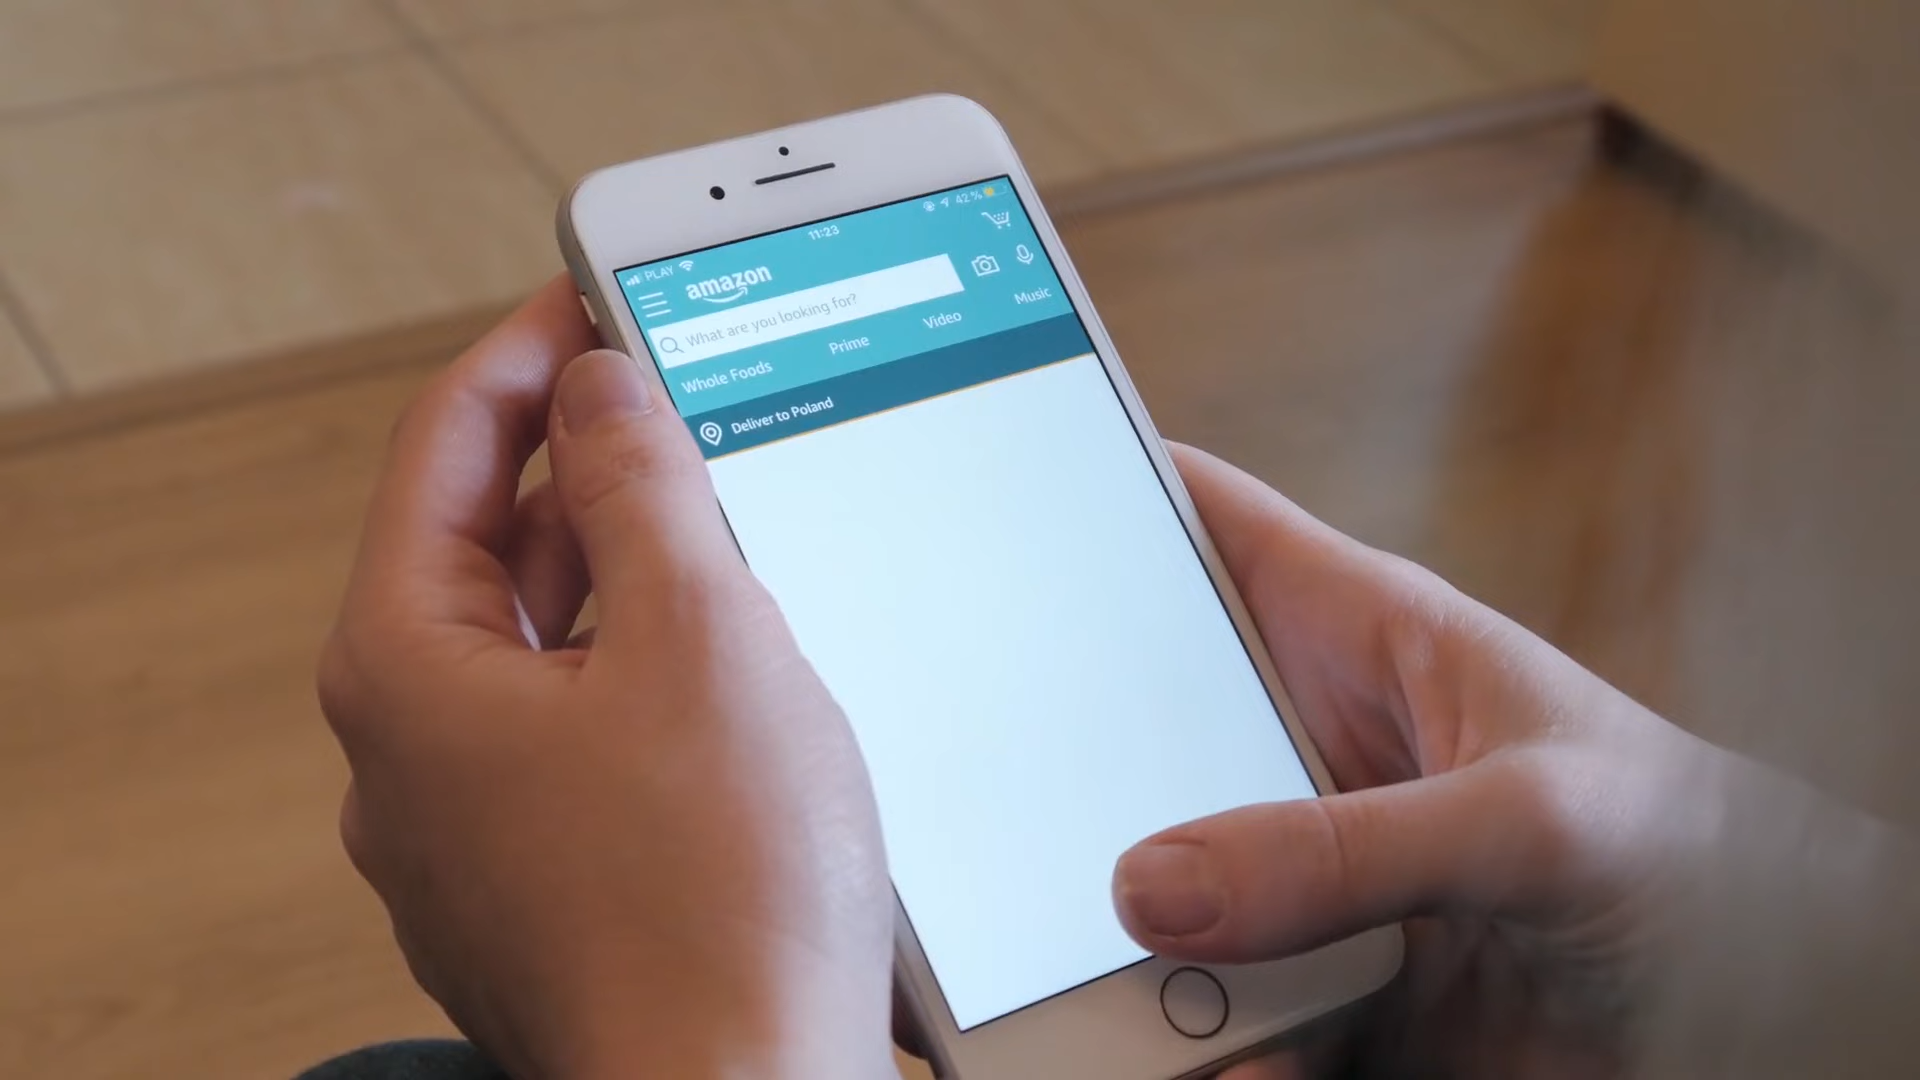 PLAY 11:23 42%
amazon
What are you looking for?
Whole Foods Prime Video Music
Deliver to Poland